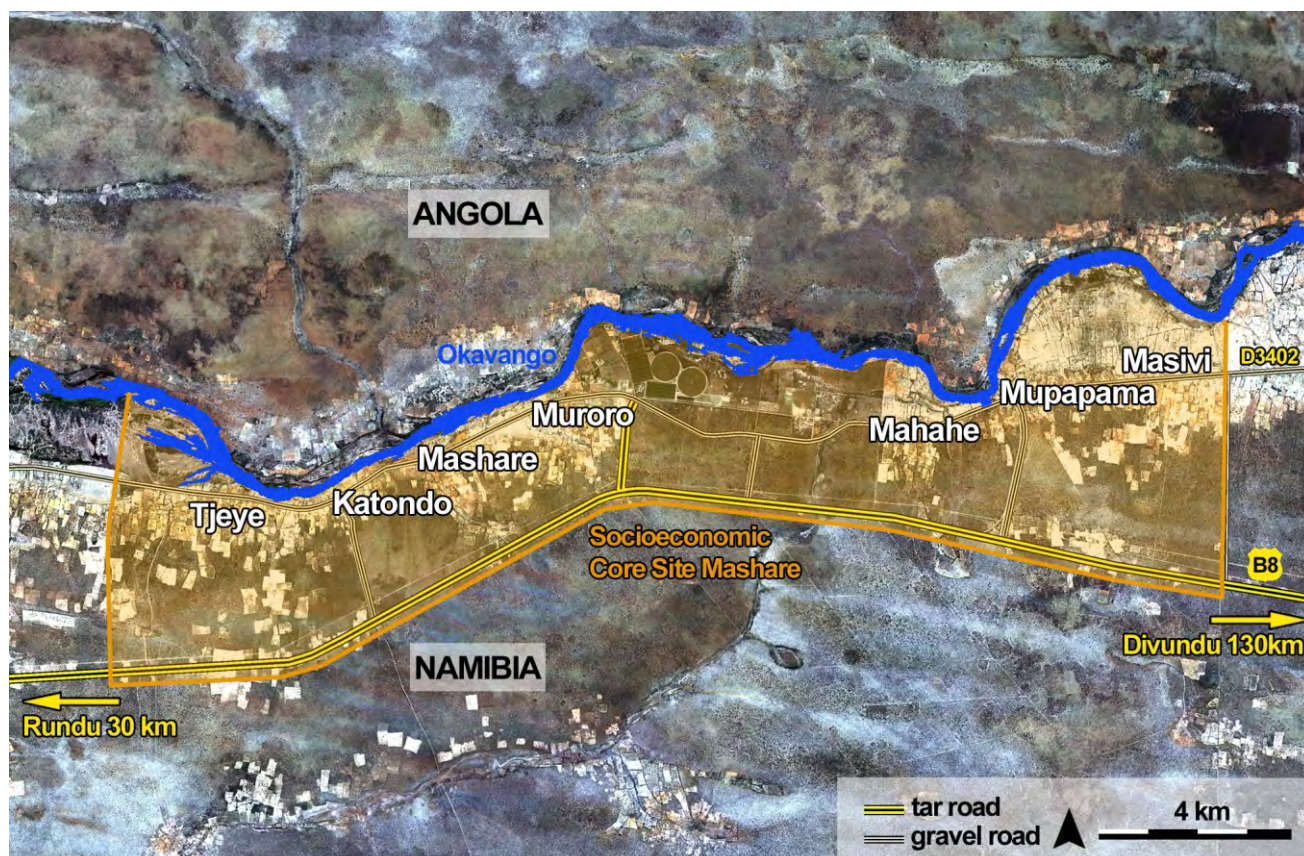 ANGOLA
Okavango
Masivi
D3402
Mupapama
Muroro
Mahahe
Mashare
Katondo
Tjeye
Socioeconomic
Core Site Mashare
B8
Divundu 130km
NAMIBIA
Rundu 30 km
tar road
gravel road
4 km